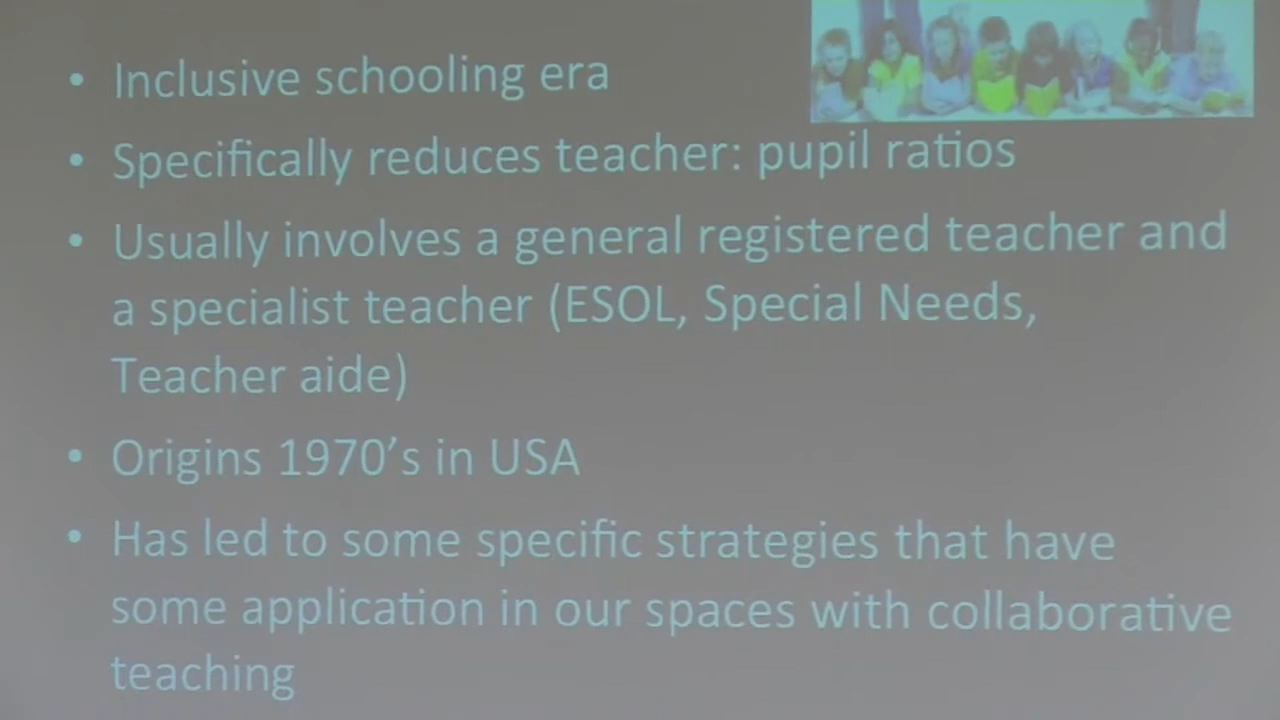 • Inclusive schooling era
• Specifically reduces teacher: pupil ratios
• Usually involves a general registered teacher and
a specialist teacher (ESOL, Special Needs,
Teacher aide)
• Origins 1970’s in USA
• Has led to some specific strategies that have
some application in our spaces with collaborative
teaching